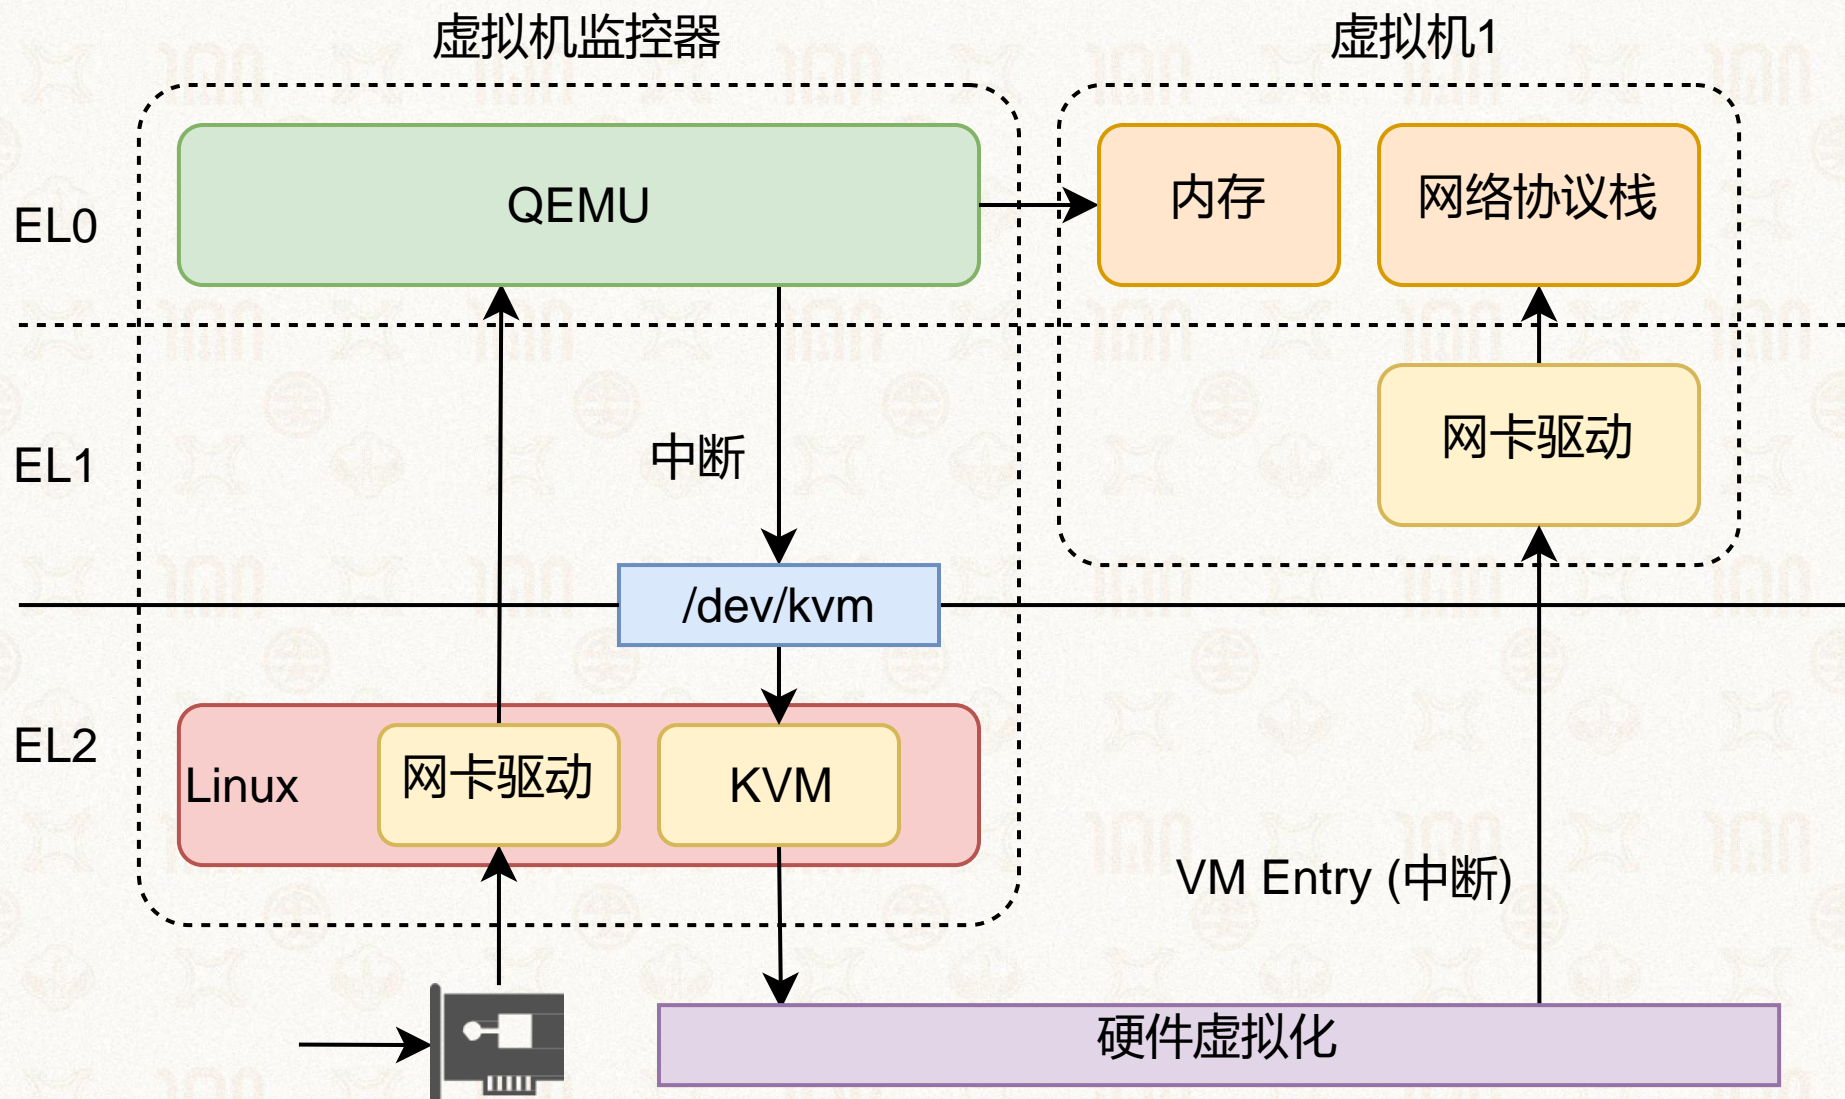 虚拟机监控器
虚拟机1
EL0
QEMU
内存
网络协议栈
EL1
中断
网卡驱动
/dev/kvm
EL2
Linux
网卡驱动
KVM
VM Entry (中断)
硬件虚拟化